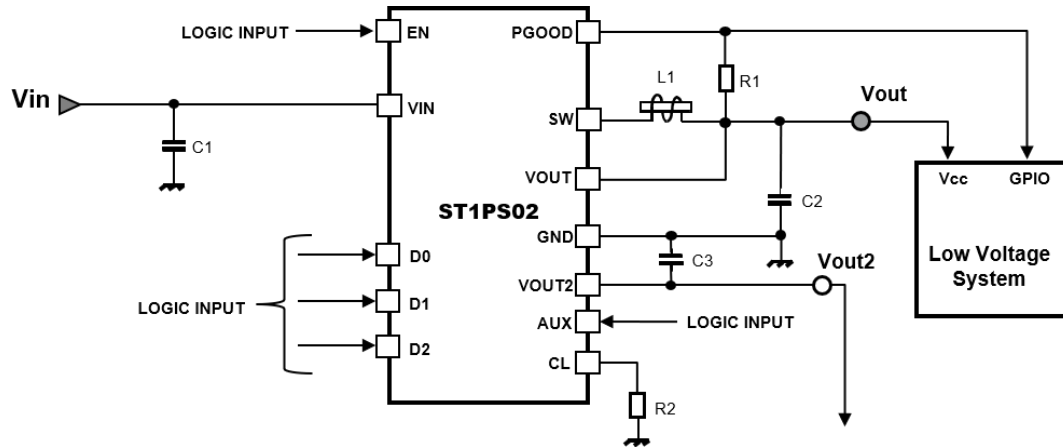 LOGIC INPUT
EN
PGOOD
R1
L1
Vin
VIN
SW
Vout
C1
VOUT
Vcc
GPIO
ST1PS02
C2
GND
Low Voltage
System
D0
C3
Vout2
VOUT2
LOGIC INPUT
D1
AUX
LOGIC INPUT
D2
CL
R2